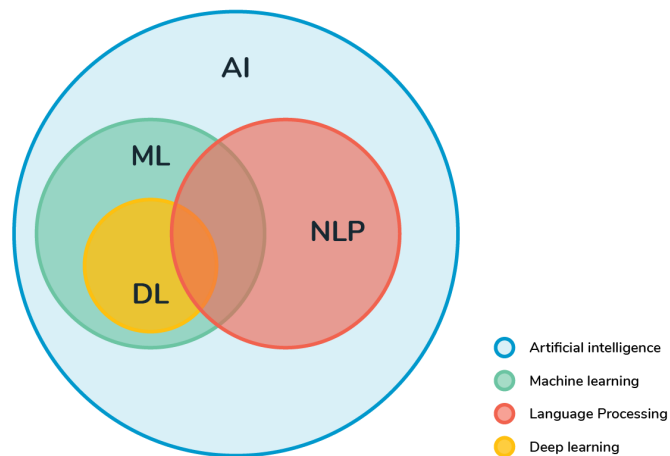 AI
ML
NLP
DL
Artificial intelligence
Machine learning
Language Processing
Deep learning